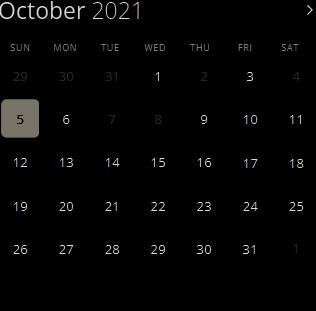 October 2021 >
SUN MON TUE WED THU FRI SAT
29 30 31 1 2 3 4
5 6 7 8 9 10 11
12 13 14 15 16 17 18
19 20 21 22 23 24 25
26 27 28 29 30 31 1